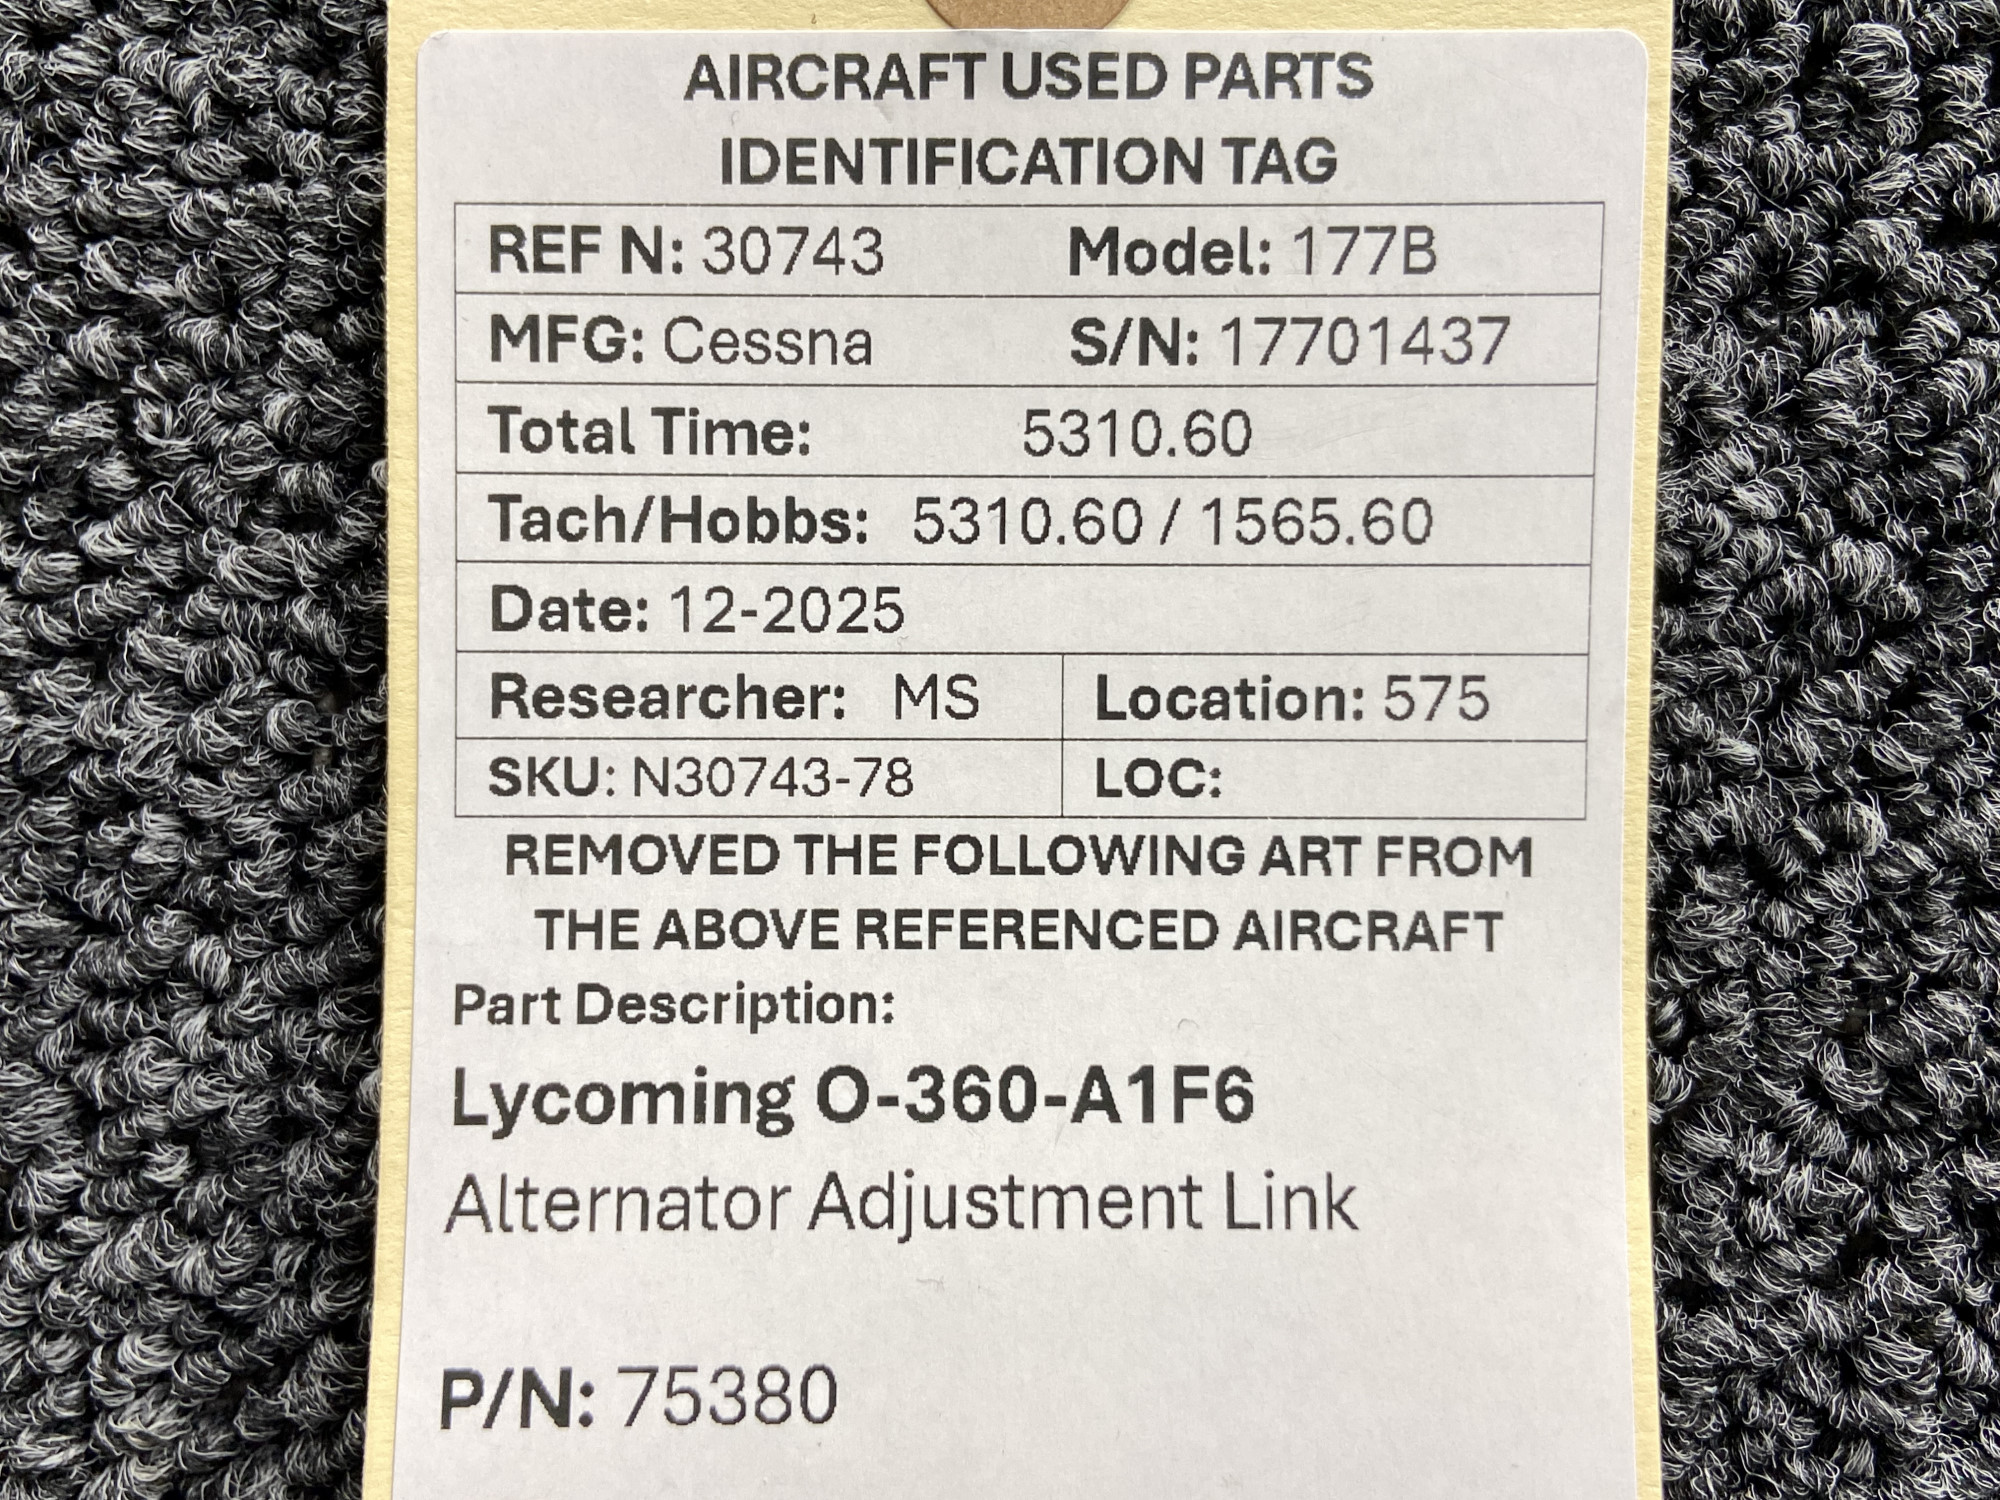 AIRCRAFT USED PARTS
IDENTIFICATION TAG
REF N: 30743 Model: 177B
MFG: Cessna S/N: 17701437
Total Time: 5310.60
Tach/Hobbs: 5310.60 / 1565.60
Date: 12-2025
Researcher: MS Location: 575
SKU: N30743-78 LOC:
REMOVED THE FOLLOWING ART FROM
THE ABOVE REFERENCED AIRCRAFT
Part Description:
Lycoming O-360-A1F6
Alternator Adjustment Link
P/N: 75380